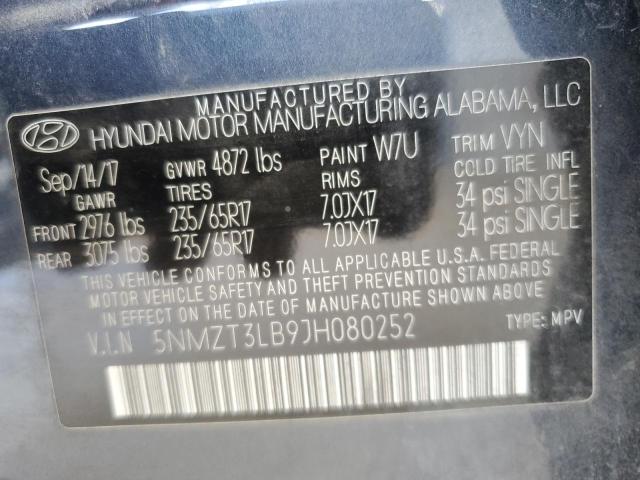 MANUFACTURED BY
HYUNDAI MOTOR MANUFACTURING ALABAMA, LLC
Sep/14/17 GVWR 4872 lbs PAINT W7U TRIM VYN
GAWR TIRES RIMS COLD TIRE INFL
FRONT 2976 lbs 235/65R17 7.0JX17 34 psi SINGLE
REAR 3075 lbs 235/65R17 7.0JX17 34 psi SINGLE
THIS VEHICLE CONFORMS TO ALL APPLICABLE U.S.A. FEDERAL
MOTOR VEHICLE SAFETY AND THEFT PREVENTION STANDARDS
IN EFFECT ON THE DATE OF MANUFACTURE SHOWN ABOVE.
V.I.N 5NMZT3LB9JH080252 TYPE: MPV